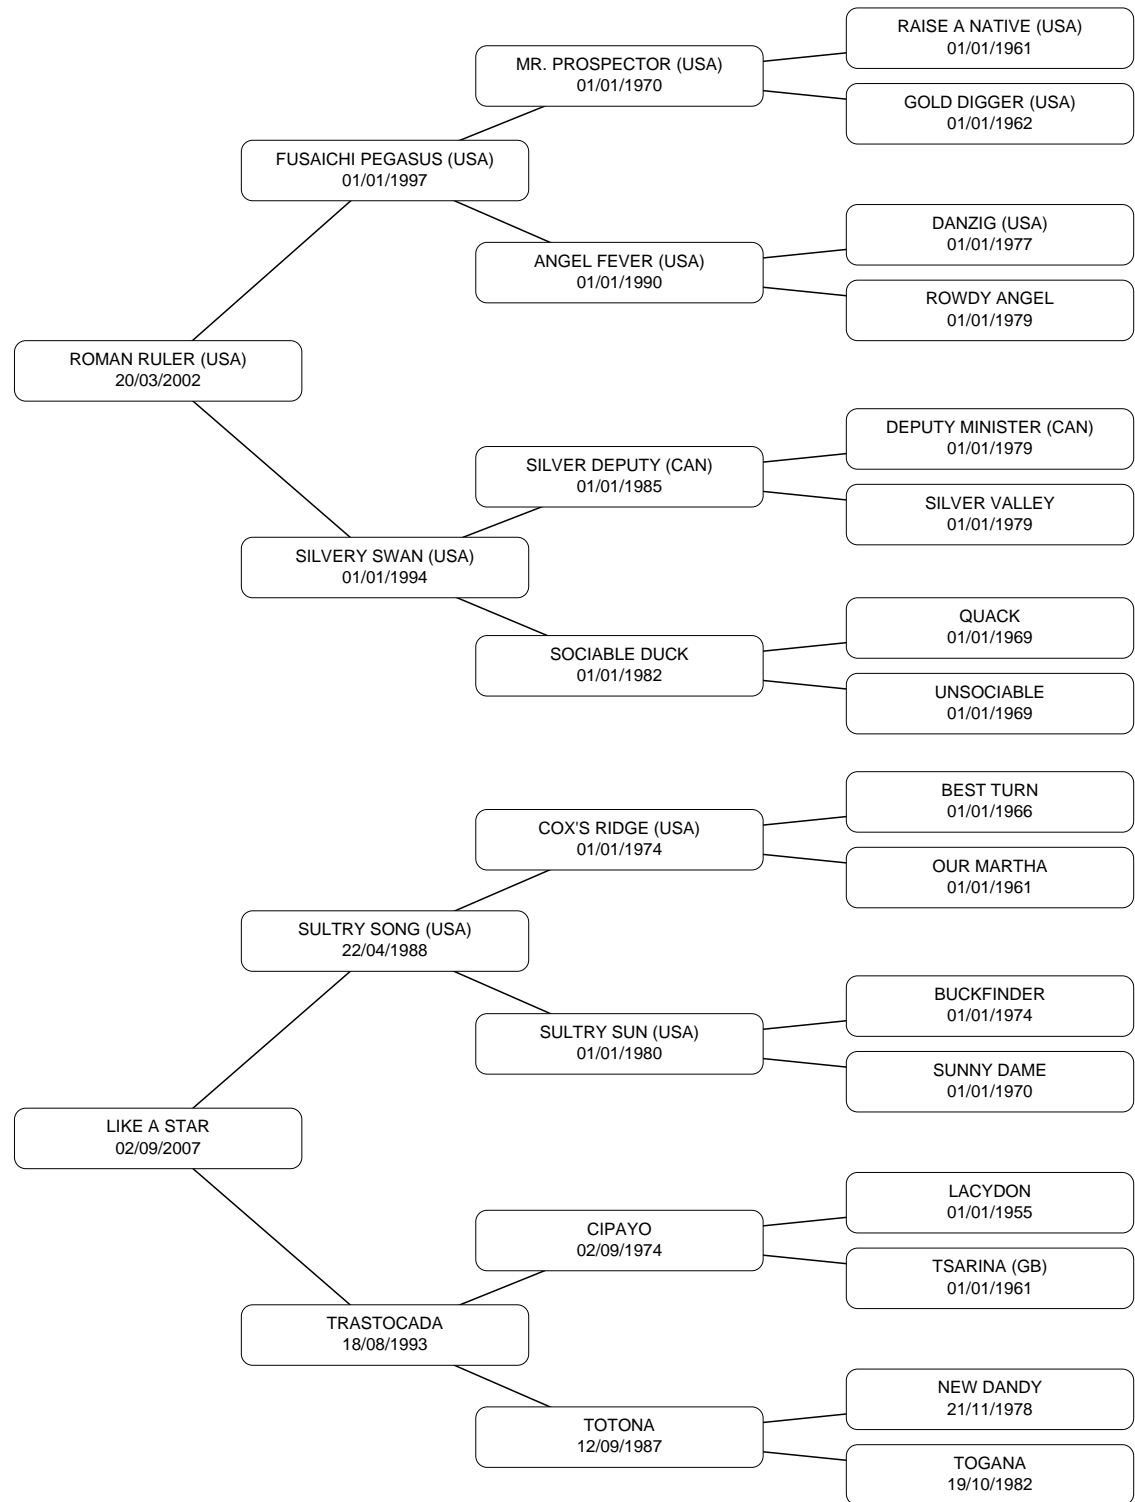 RAISE A NATIVE (USA)
01/01/1961
MR. PROSPECTOR (USA)
01/01/1970
GOLD DIGGER (USA)
01/01/1962
FUSAICHI PEGASUS (USA)
01/01/1997
DANZIG (USA)
01/01/1977
ANGEL FEVER (USA)
01/01/1990
ROWDY ANGEL
01/01/1979
ROMAN RULER (USA)
20/03/2002
DEPUTY MINISTER (CAN)
01/01/1979
SILVER DEPUTY (CAN)
01/01/1985
SILVER VALLEY
01/01/1979
SILVERY SWAN (USA)
01/01/1994
QUACK
01/01/1969
SOCIABLE DUCK
01/01/1982
UNSOCIABLE
01/01/1969
BEST TURN
01/01/1966
COX'S RIDGE (USA)
01/01/1974
OUR MARTHA
01/01/1961
SULTRY SONG (USA)
22/04/1988
BUCKFINDER
01/01/1974
SULTRY SUN (USA)
01/01/1980
SUNNY DAME
01/01/1970
LIKE A STAR
02/09/2007
LACYDON
01/01/1955
CIPAYO
02/09/1974
TSARINA (GB)
01/01/1961
TRASTOCADA
18/08/1993
NEW DANDY
21/11/1978
TOTONA
12/09/1987
TOGANA
19/10/1982